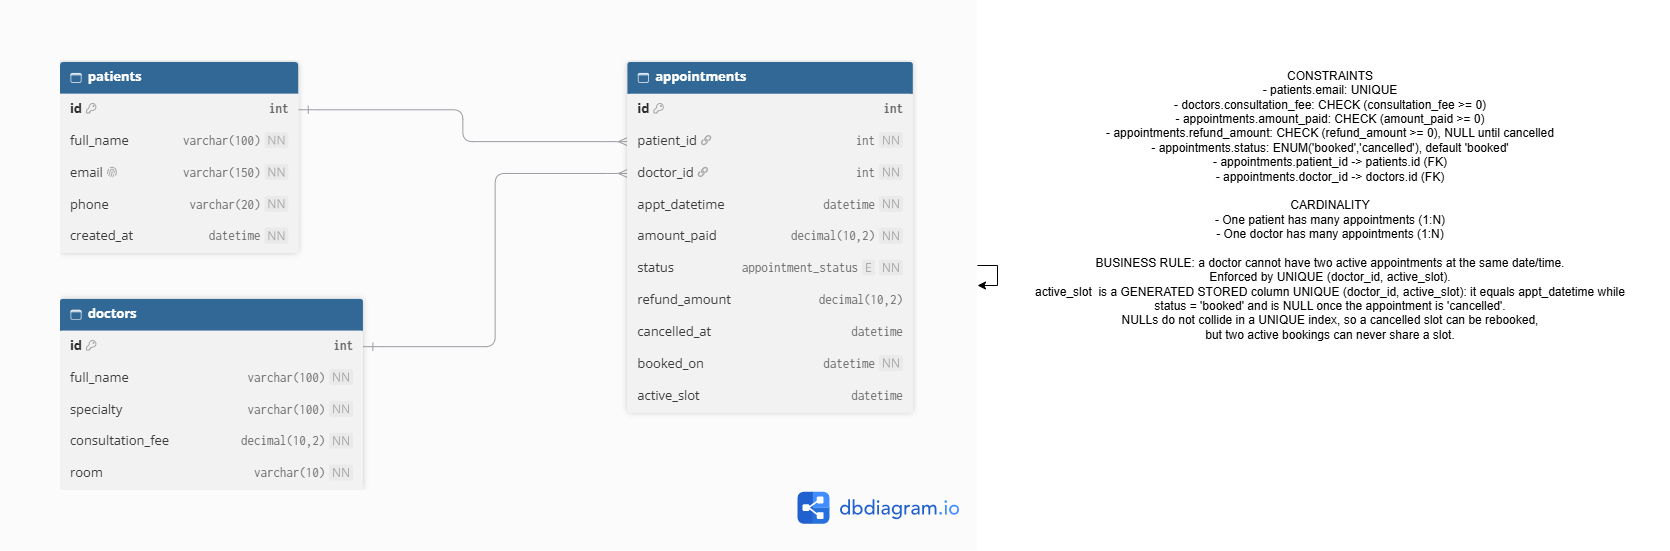 patients
id int
full_name varchar(100) NN
email varchar(150) NN
phone varchar(20) NN
created_at datetime NN
doctors
id int
full_name varchar(100) NN
specialty varchar(100) NN
consultation_fee decimal(10,2) NN
room varchar(10) NN
appointments
id int
patient_id int NN
doctor_id int NN
appt_datetime datetime NN
amount_paid decimal(10,2) NN
status appointment_status E NN
refund_amount decimal(10,2)
cancelled_at datetime
booked_on datetime NN
active_slot datetime
dbdiagram.io
CONSTRAINTS
- patients.email: UNIQUE
- doctors.consultation_fee: CHECK (consultation_fee >= 0)
- appointments.amount_paid: CHECK (amount_paid >= 0)
- appointments.refund_amount: CHECK (refund_amount >= 0), NULL until cancelled
- appointments.status: ENUM('booked','cancelled'), default 'booked'
- appointments.patient_id -> patients.id (FK)
- appointments.doctor_id -> doctors.id (FK)
CARDINALITY
- One patient has many appointments (1:N)
- One doctor has many appointments (1:N)
BUSINESS RULE: a doctor cannot have two active appointments at the same date/time.
Enforced by UNIQUE (doctor_id, active_slot).
active_slot is a GENERATED STORED column UNIQUE (doctor_id, active_slot): it equals appt_datetime while
status = 'booked' and is NULL once the appointment is 'cancelled'.
NULLs do not collide in a UNIQUE index, so a cancelled slot can be rebooked,
but two active bookings can never share a slot.